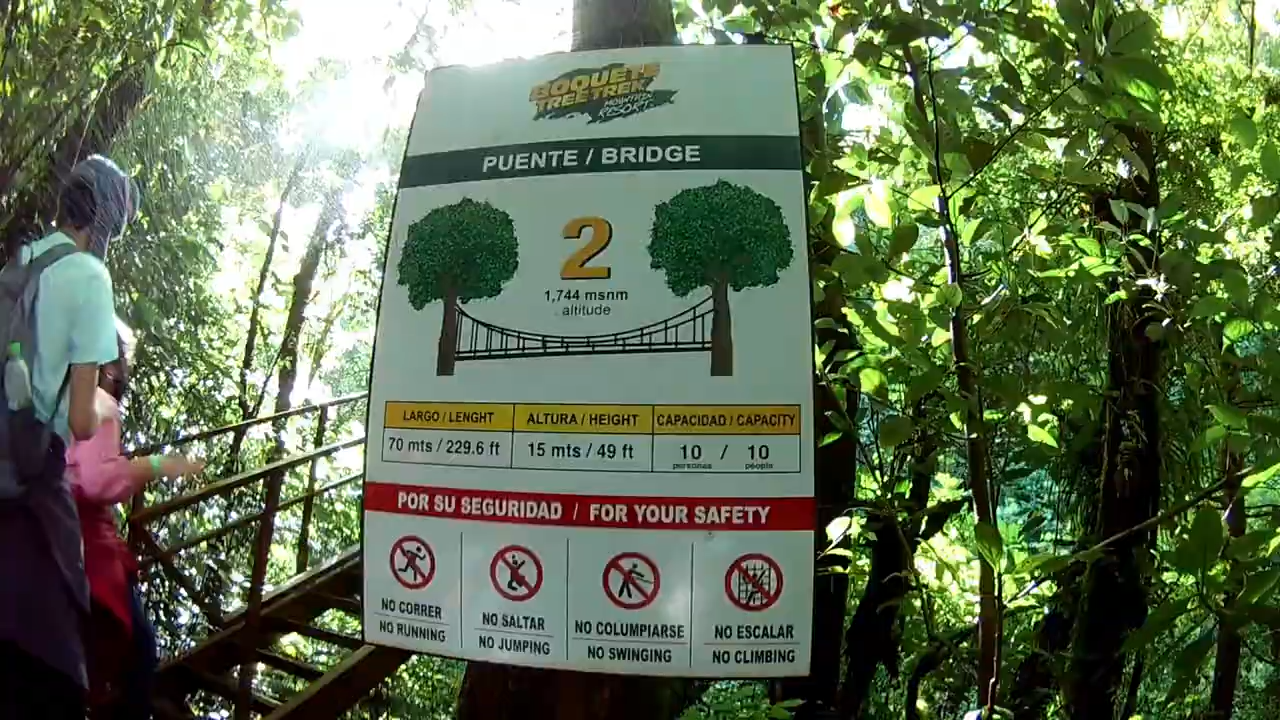 BOQUETE
TREE TREK
MOUNTAIN
RESORT
PUENTE / BRIDGE
2
1,744 msnm
altitude
LARGO / LENGHT ALTURA / HEIGHT CAPACIDAD / CAPACITY
70 mts / 229.6 ft 15 mts / 49 ft 10 / 10
personas people
POR SU SEGURIDAD / FOR YOUR SAFETY
NO CORRER NO SALTAR NO COLUMPIARSE NO ESCALAR
NO RUNNING NO JUMPING NO SWINGING NO CLIMBING